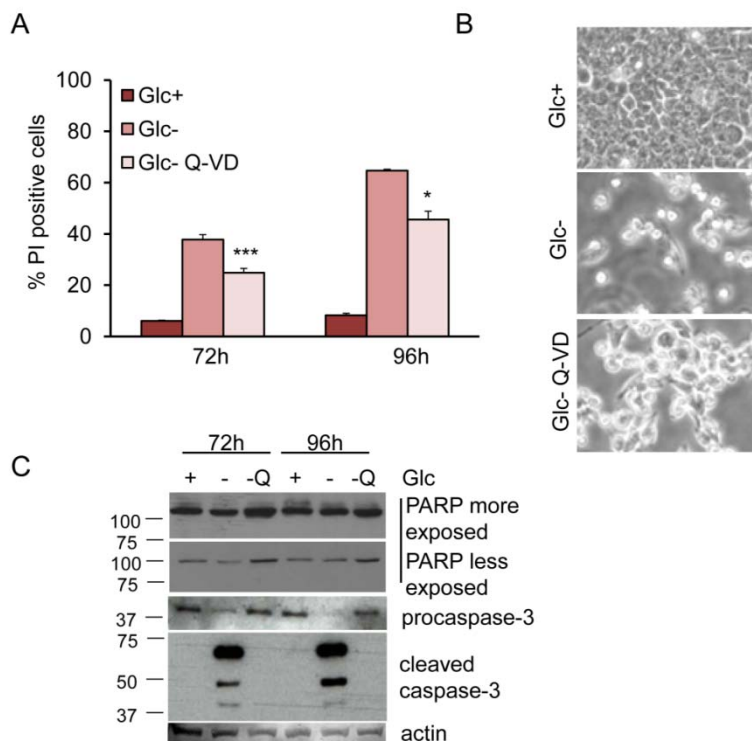 A
% PI positive cells
100
80
60
40
20
0
Glc+
Glc-
Glc- Q-VD
***
*
72h
96h
B
Glc+
Glc-
Glc- Q-VD
C
72h 96h
+ - -Q + - -Q Glc
100
75
PARP more
exposed
100
75
PARP less
exposed
37
procaspase-3
75
50
37
cleaved
caspase-3
actin